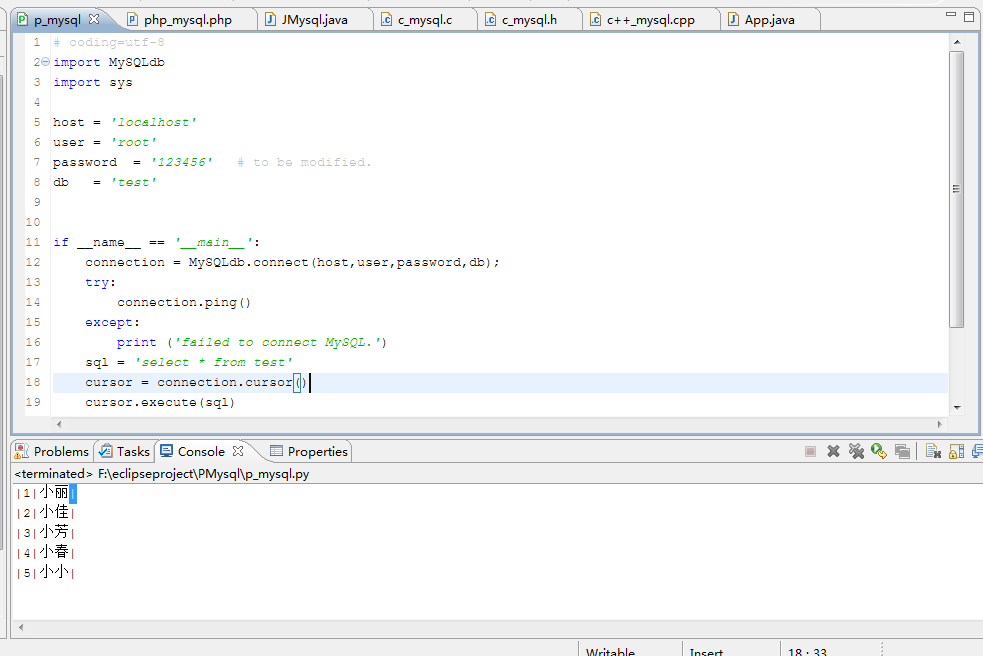 p_mysql php_mysql.php JMysql.java c_mysql.c c_mysql.h c++_mysql.cpp App.java
1 # coding=utf-8
2 import MySQLdb
3 import sys
4
5 host = 'localhost'
6 user = 'root'
7 password  = '123456'   # to be modified.
8 db   = 'test'
9
10
11 if __name__ == '__main__':
12     connection = MySQLdb.connect(host,user,password,db);
13     try:
14         connection.ping()
15     except:
16         print ('failed to connect MySQL.')
17     sql = 'select * from test'
18     cursor = connection.cursor()
19     cursor.execute(sql)
Problems Tasks Console Properties
<terminated> F:\eclipseproject\PMysql\p_mysql.py
|1|小丽|
|2|小佳|
|3|小芳|
|4|小春|
|5|小小|
Writable Insert 18 : 33